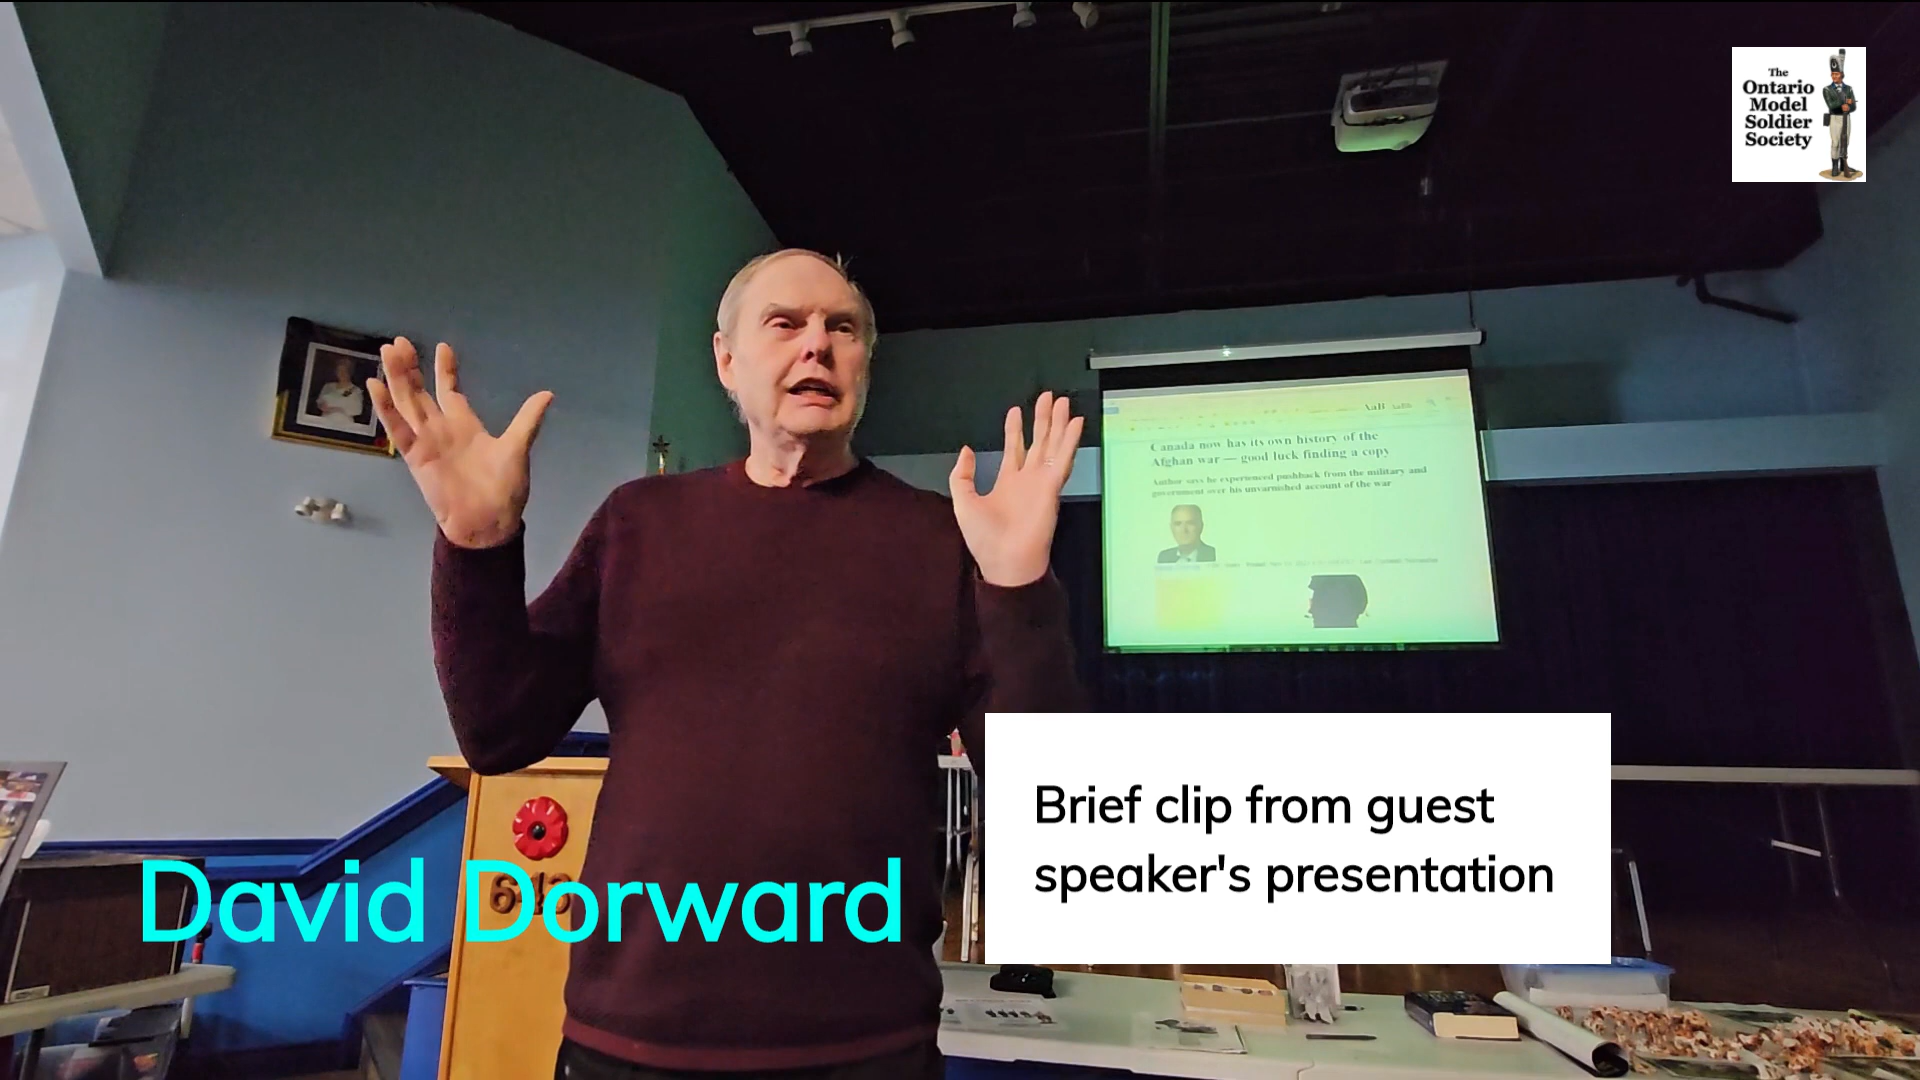 The
Ontario
Model
Soldier
Society
Canada now has its own history of the
Afghan war — good luck finding a copy
Author says he experienced pushback from the military and
government over his unvarnished account of the war
David Dorward
Brief clip from guest
speaker's presentation